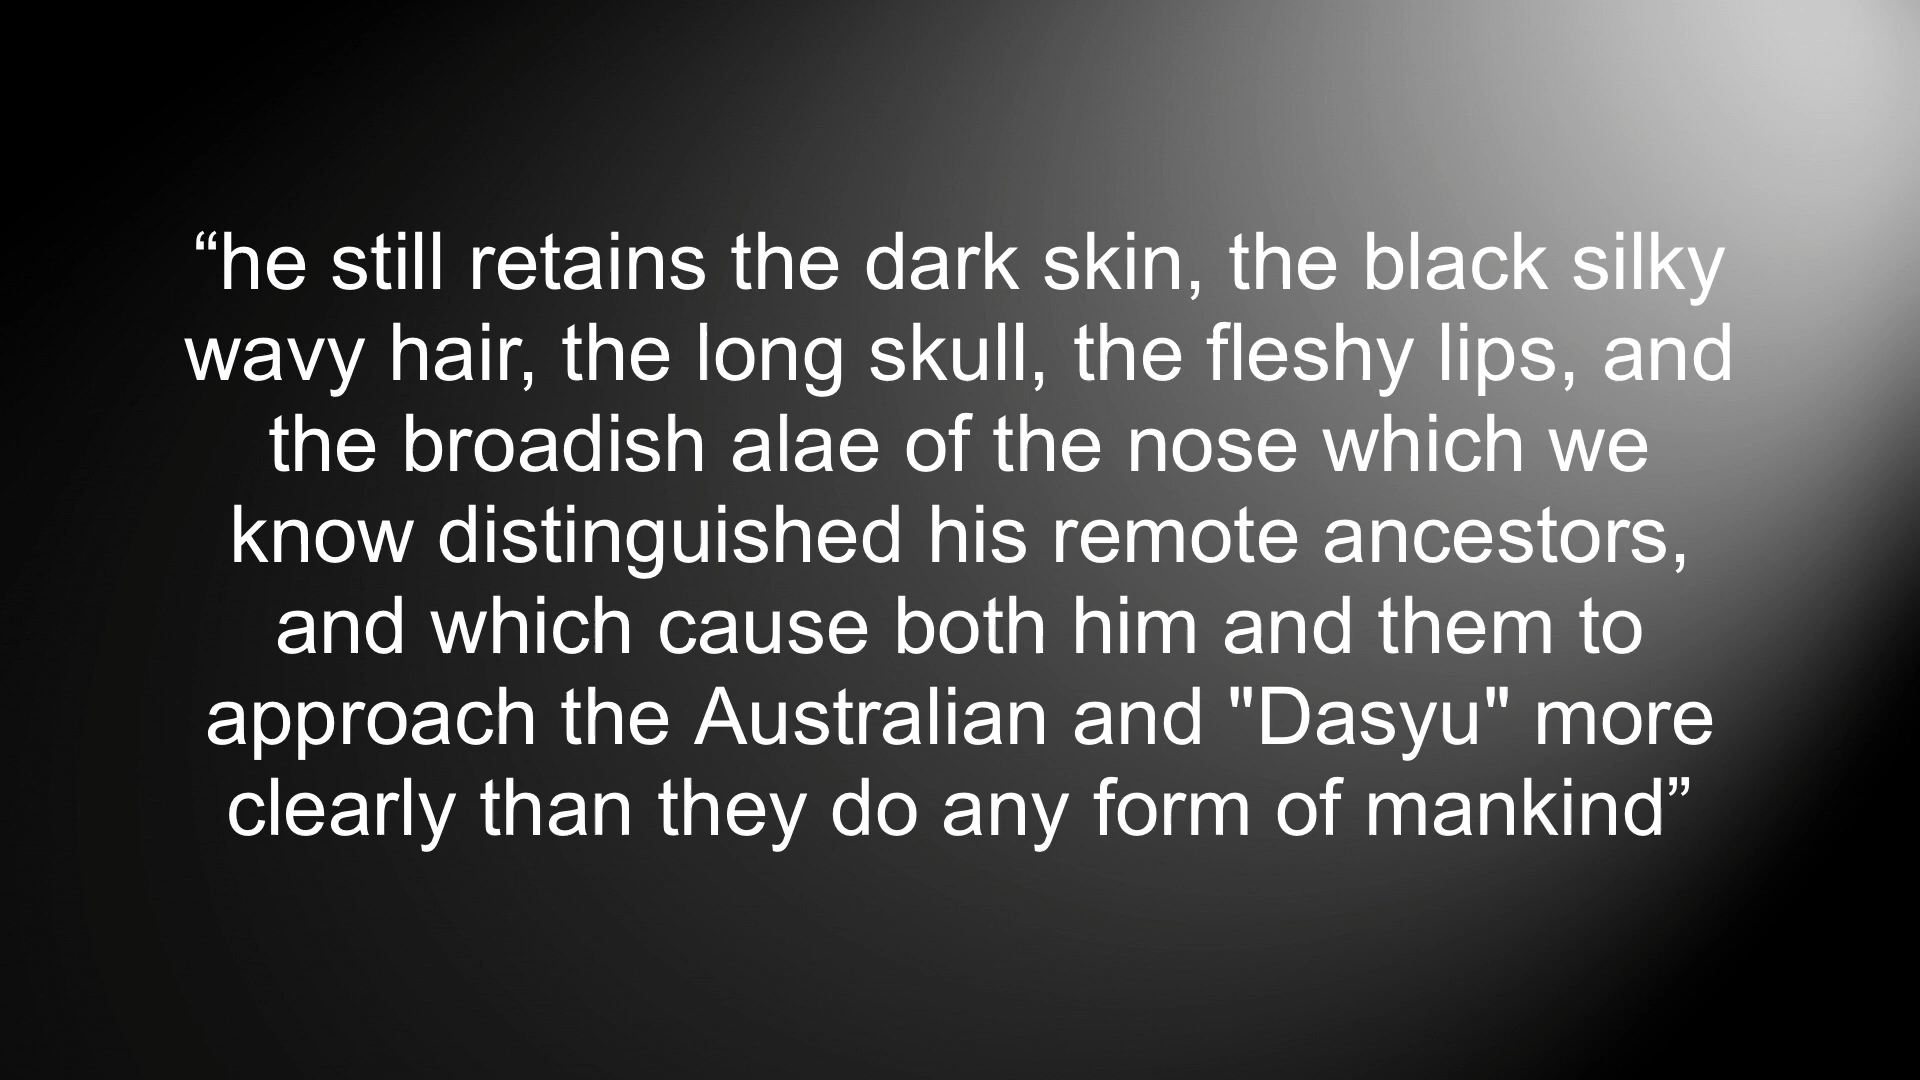 “he still retains the dark skin, the black silky
wavy hair, the long skull, the fleshy lips, and
the broadish alae of the nose which we
know distinguished his remote ancestors,
and which cause both him and them to
approach the Australian and "Dasyu" more
clearly than they do any form of mankind”